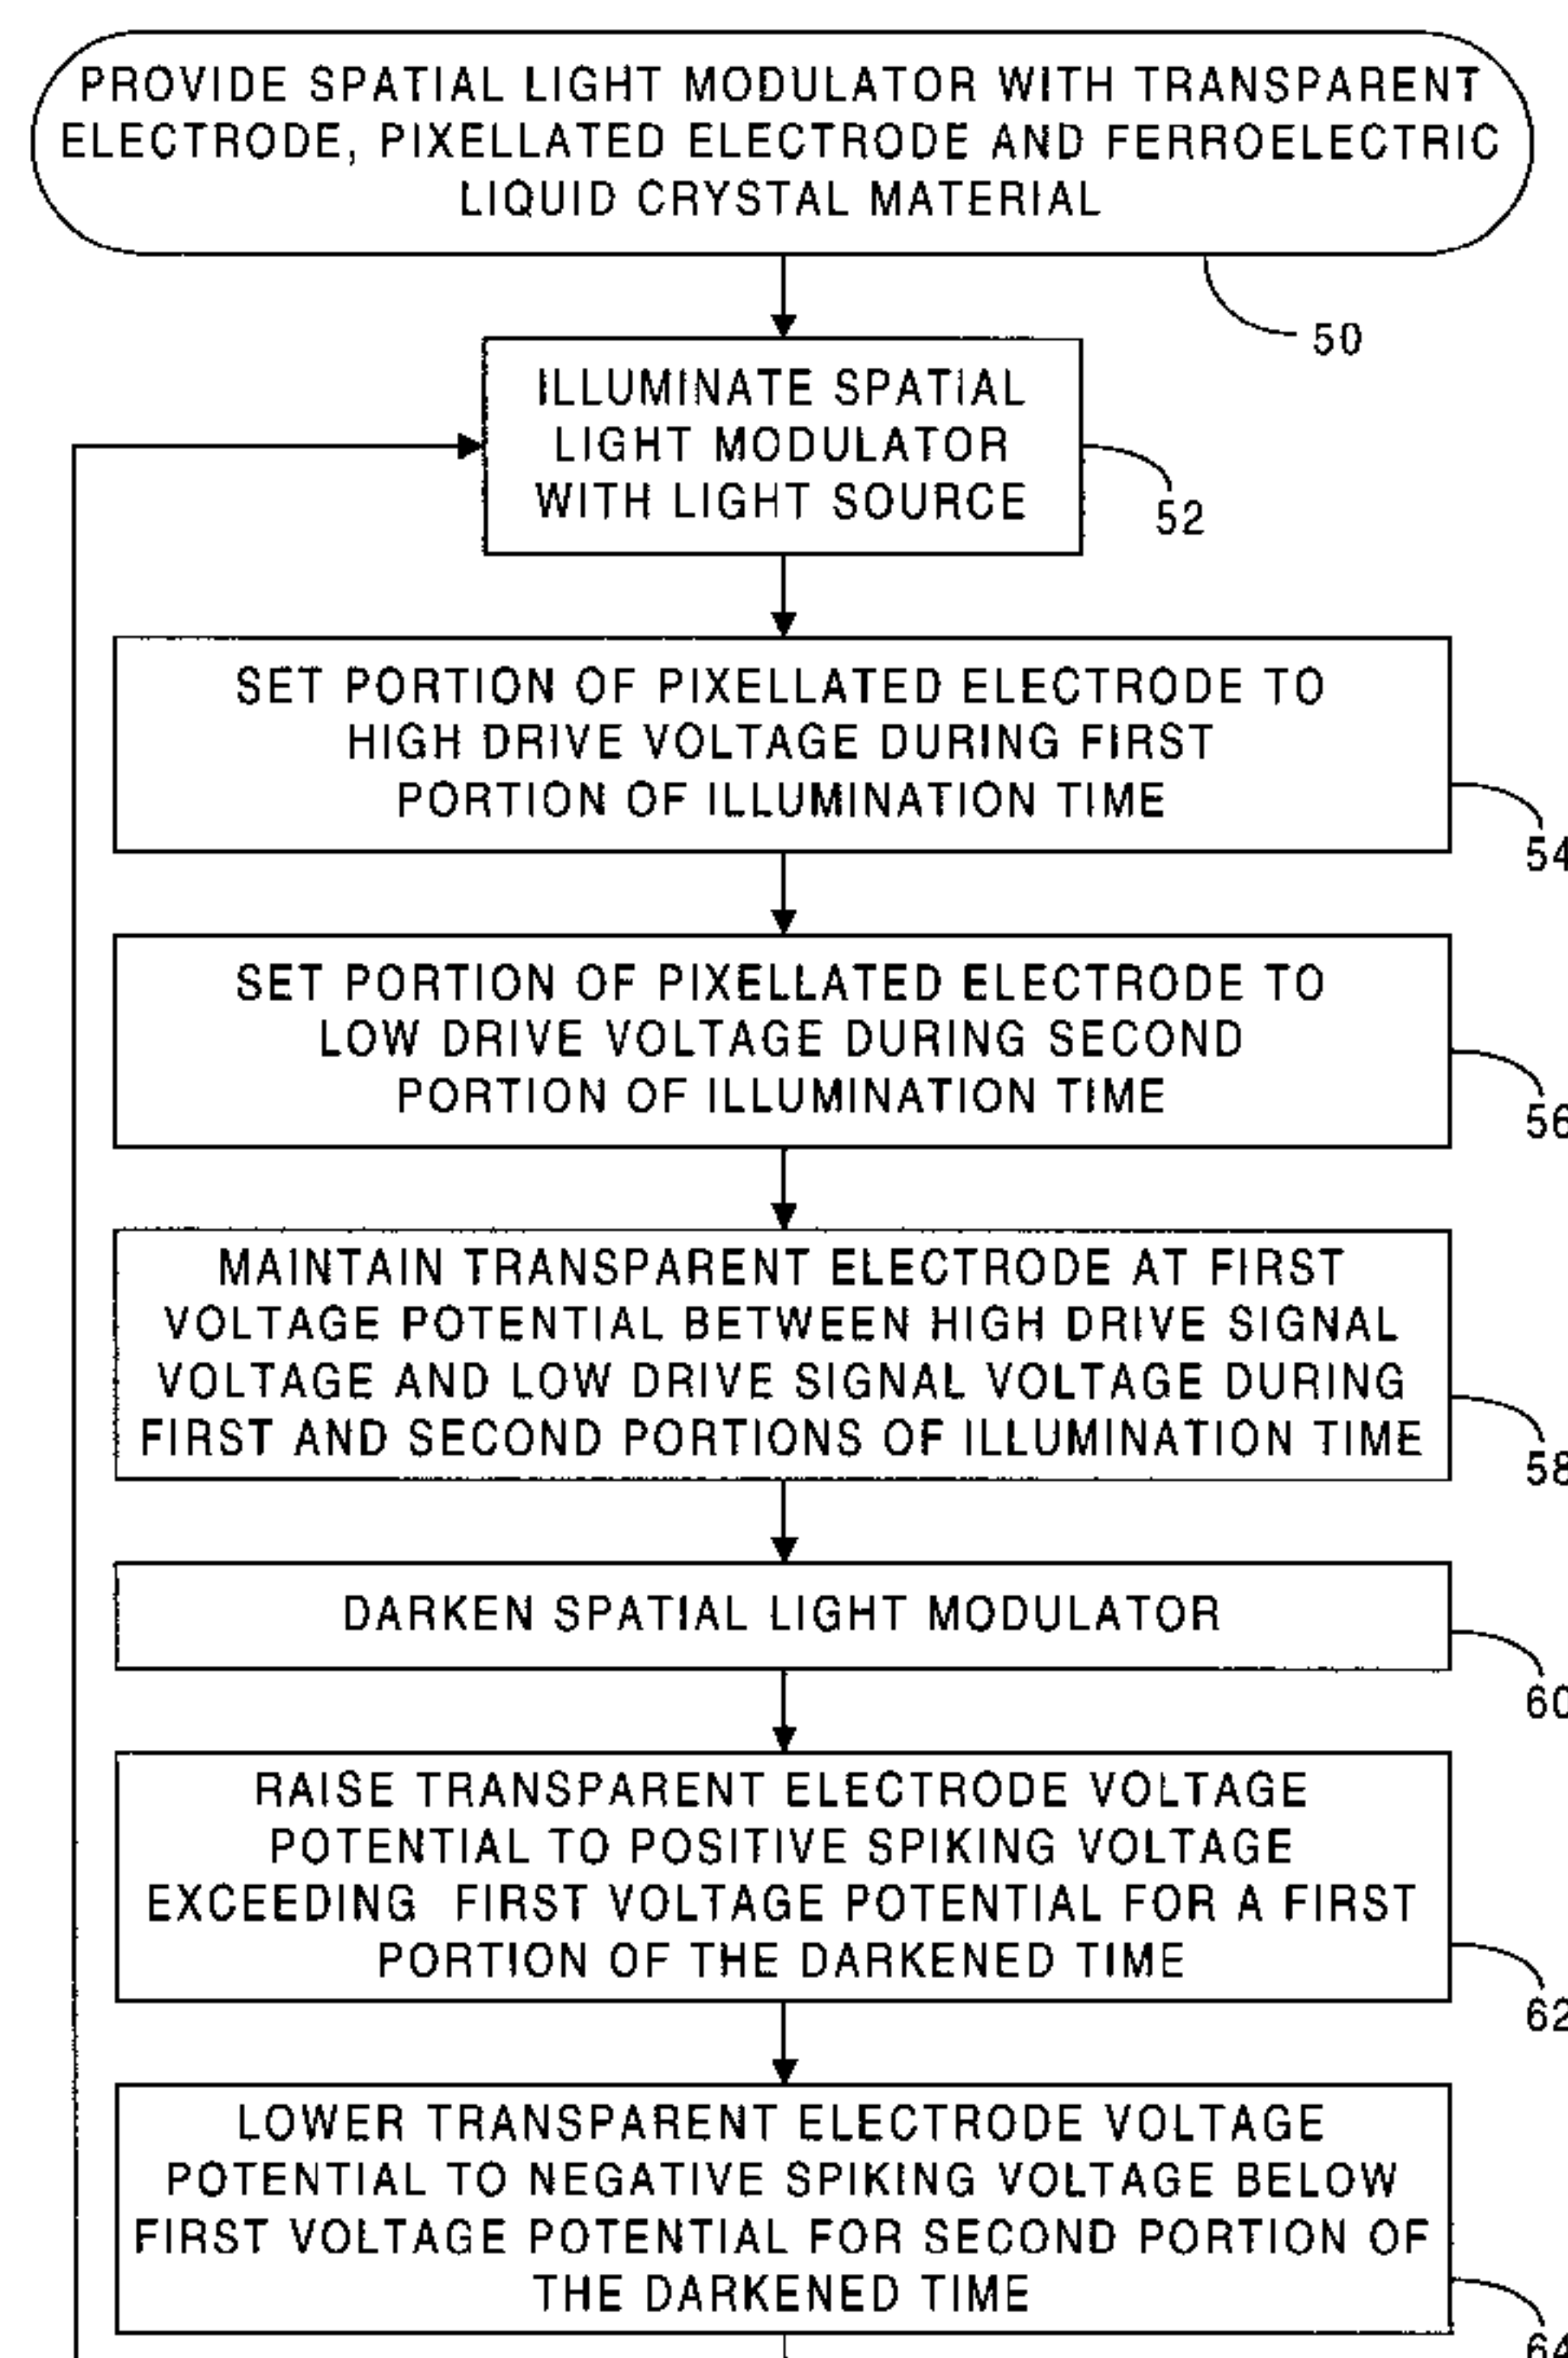 PROVIDE SPATIAL LIGHT MODULATOR WITH TRANSPARENT
ELECTRODE, PIXELLATED ELECTRODE AND FERROELECTRIC
LIQUID CRYSTAL MATERIAL
50
ILLUMINATE SPATIAL
LIGHT MODULATOR
WITH LIGHT SOURCE
52
SET PORTION OF PIXELLATED ELECTRODE TO
HIGH DRIVE VOLTAGE DURING FIRST
PORTION OF ILLUMINATION TIME
54
SET PORTION OF PIXELLATED ELECTRODE TO
LOW DRIVE VOLTAGE DURING SECOND
PORTION OF ILLUMINATION TIME
56
MAINTAIN TRANSPARENT ELECTRODE AT FIRST
VOLTAGE POTENTIAL BETWEEN HIGH DRIVE SIGNAL
VOLTAGE AND LOW DRIVE SIGNAL VOLTAGE DURING
FIRST AND SECOND PORTIONS OF ILLUMINATION TIME
58
DARKEN SPATIAL LIGHT MODULATOR
60
RAISE TRANSPARENT ELECTRODE VOLTAGE
POTENTIAL TO POSITIVE SPIKING VOLTAGE
EXCEEDING FIRST VOLTAGE POTENTIAL FOR A FIRST
PORTION OF THE DARKENED TIME
62
LOWER TRANSPARENT ELECTRODE VOLTAGE
POTENTIAL TO NEGATIVE SPIKING VOLTAGE BELOW
FIRST VOLTAGE POTENTIAL FOR SECOND PORTION OF
THE DARKENED TIME
64